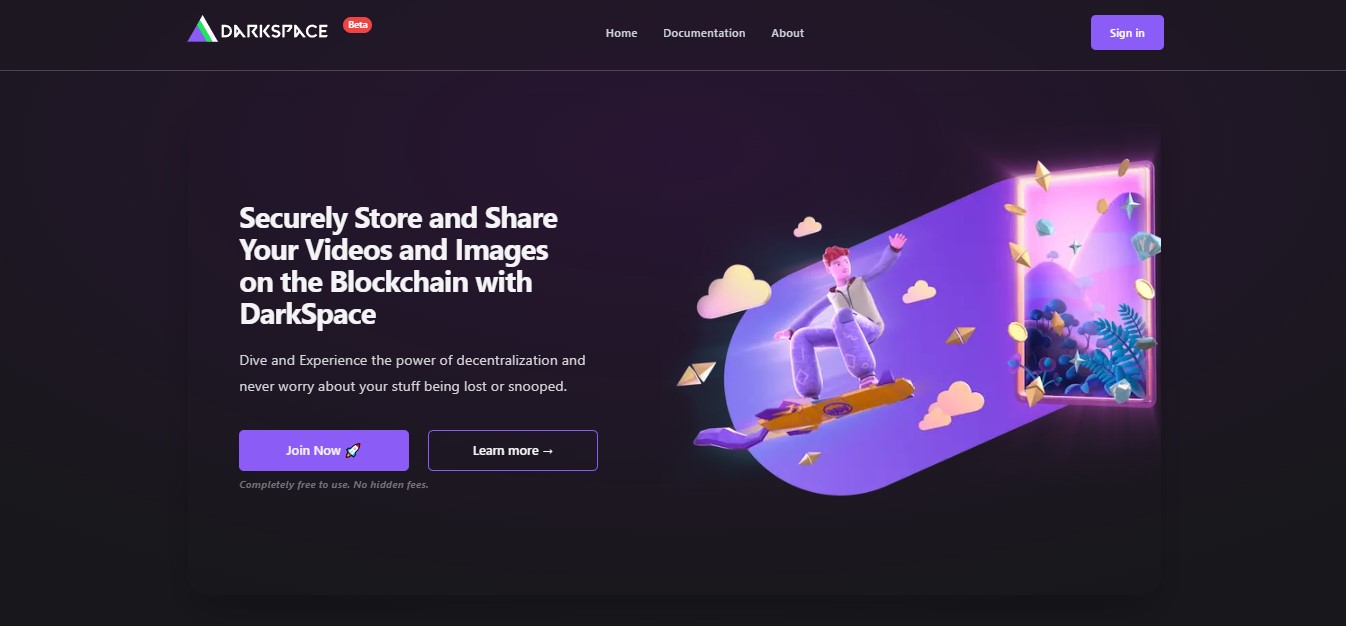 DARKSPACE
Beta
Home
Documentation
About
Sign in
Securely Store and Share
Your Videos and Images
on the Blockchain with
DarkSpace
Dive and Experience the power of decentralization and
never worry about your stuff being lost or snooped.
Join Now 🚀
Learn more →
Completely free to use. No hidden fees.